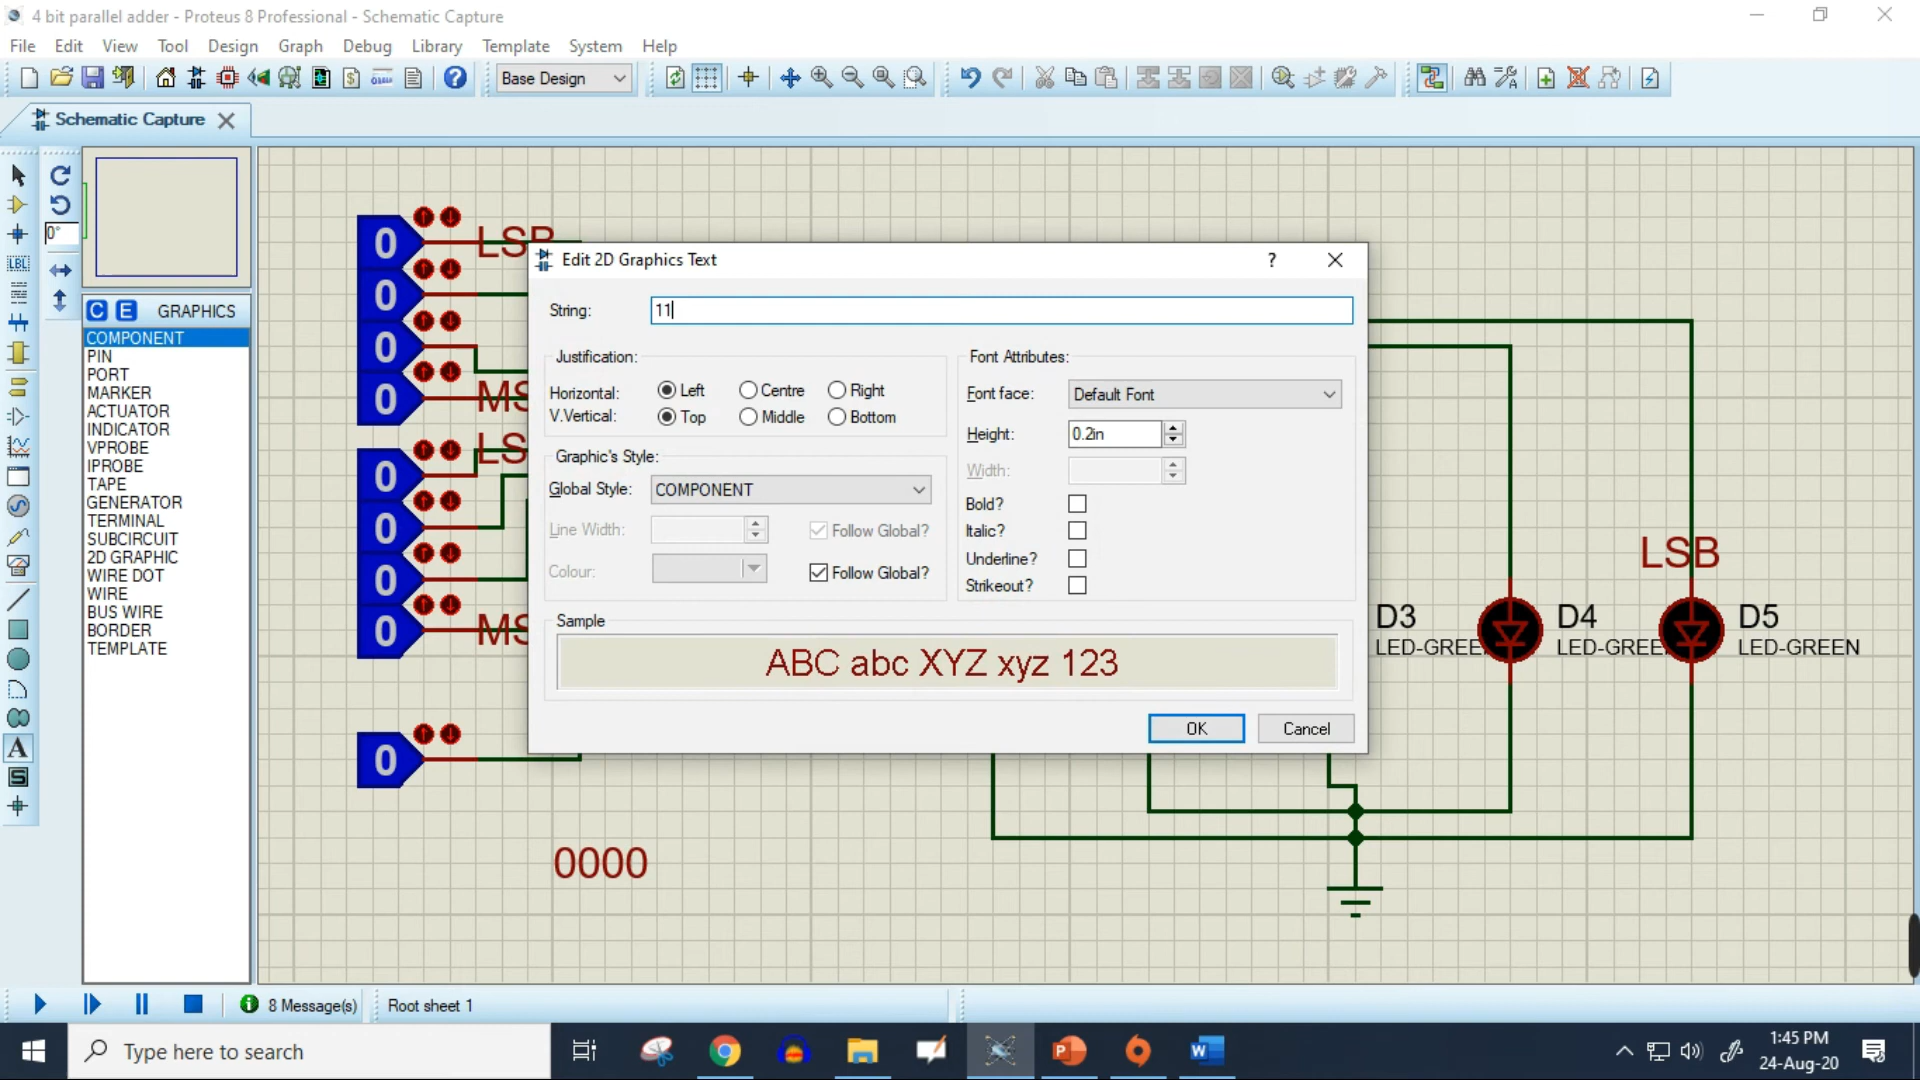 4 bit parallel adder - Proteus 8 Professional - Schematic Capture
File Edit View Tool Design Graph Debug Library Template System Help
Base Design
Schematic Capture
0°
C E GRAPHICS
COMPONENT
PIN
PORT
MARKER
ACTUATOR
INDICATOR
VPROBE
IPROBE
TAPE
GENERATOR
TERMINAL
SUBCIRCUIT
2D GRAPHIC
WIRE DOT
WIRE
BUS WIRE
BORDER
TEMPLATE
LBL
A
S
0
0
0
0
0
0
0
0
0
LSB
MS
LS
MS
0000
Edit 2D Graphics Text
?
String: 11
Justification:
Horizontal: Left Centre Right
V.Vertical: Top Middle Bottom
Graphic's Style:
Global Style: COMPONENT
Line Width: Follow Global?
Colour: Follow Global?
Font Attributes:
Font face: Default Font
Height: 0.2in
Width:
Bold?
Italic?
Underline?
Strikeout?
Sample
ABC abc XYZ xyz 123
OK Cancel
LSB
D3
LED-GREE
D4
LED-GREE
D5
LED-GREEN
8 Message(s) Root sheet 1
Type here to search
1:45 PM
24-Aug-20